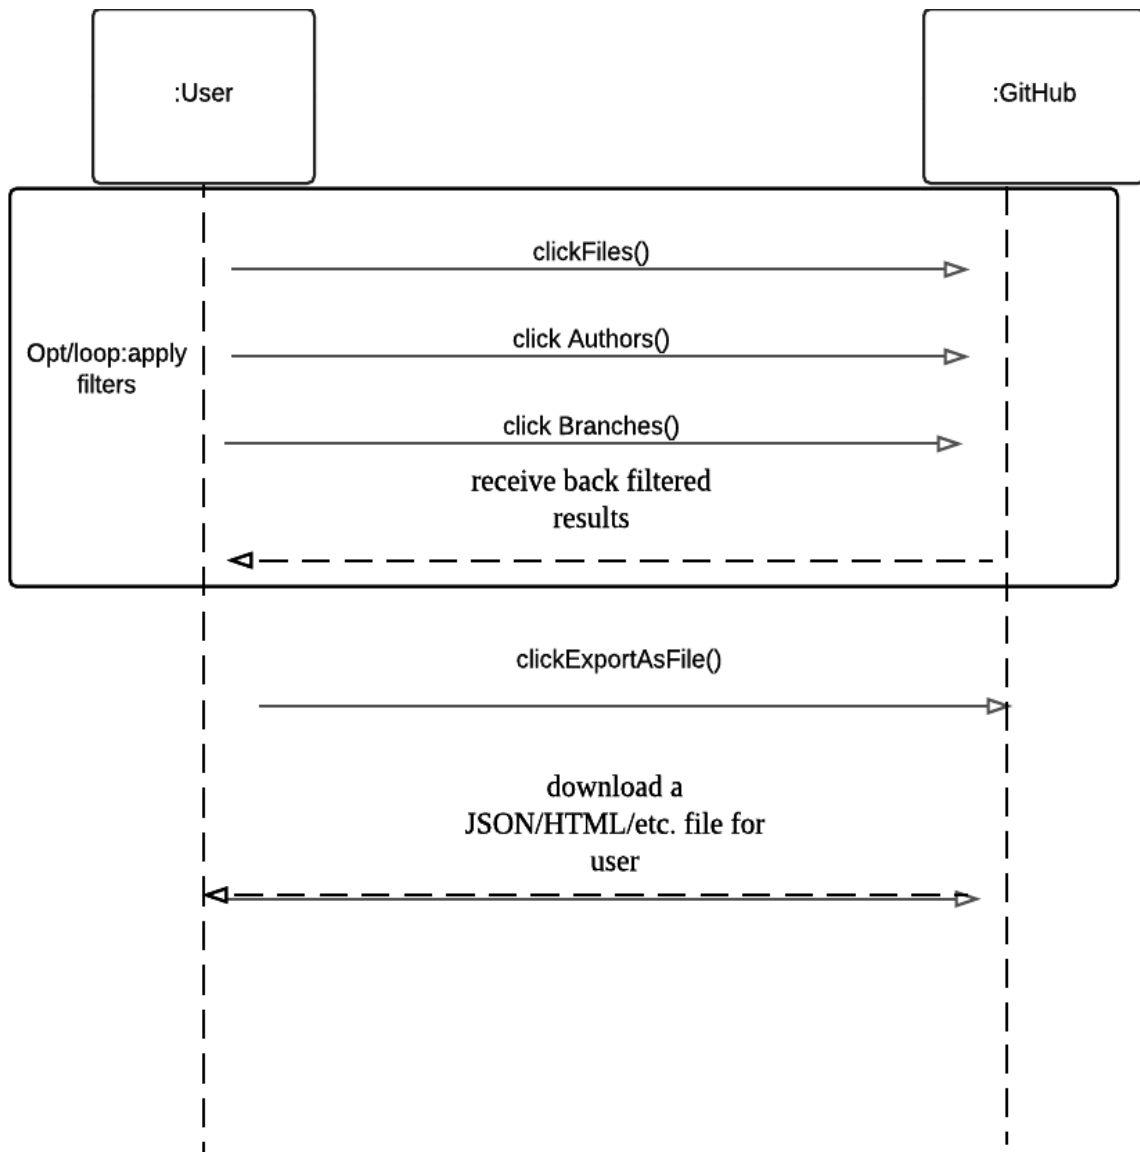 :User
:GitHub
clickFiles()
click Authors()
Opt/loop:apply
filters
click Branches()
receive back filtered
results
clickExportAsFile()
download a
JSON/HTML/etc. file for
user